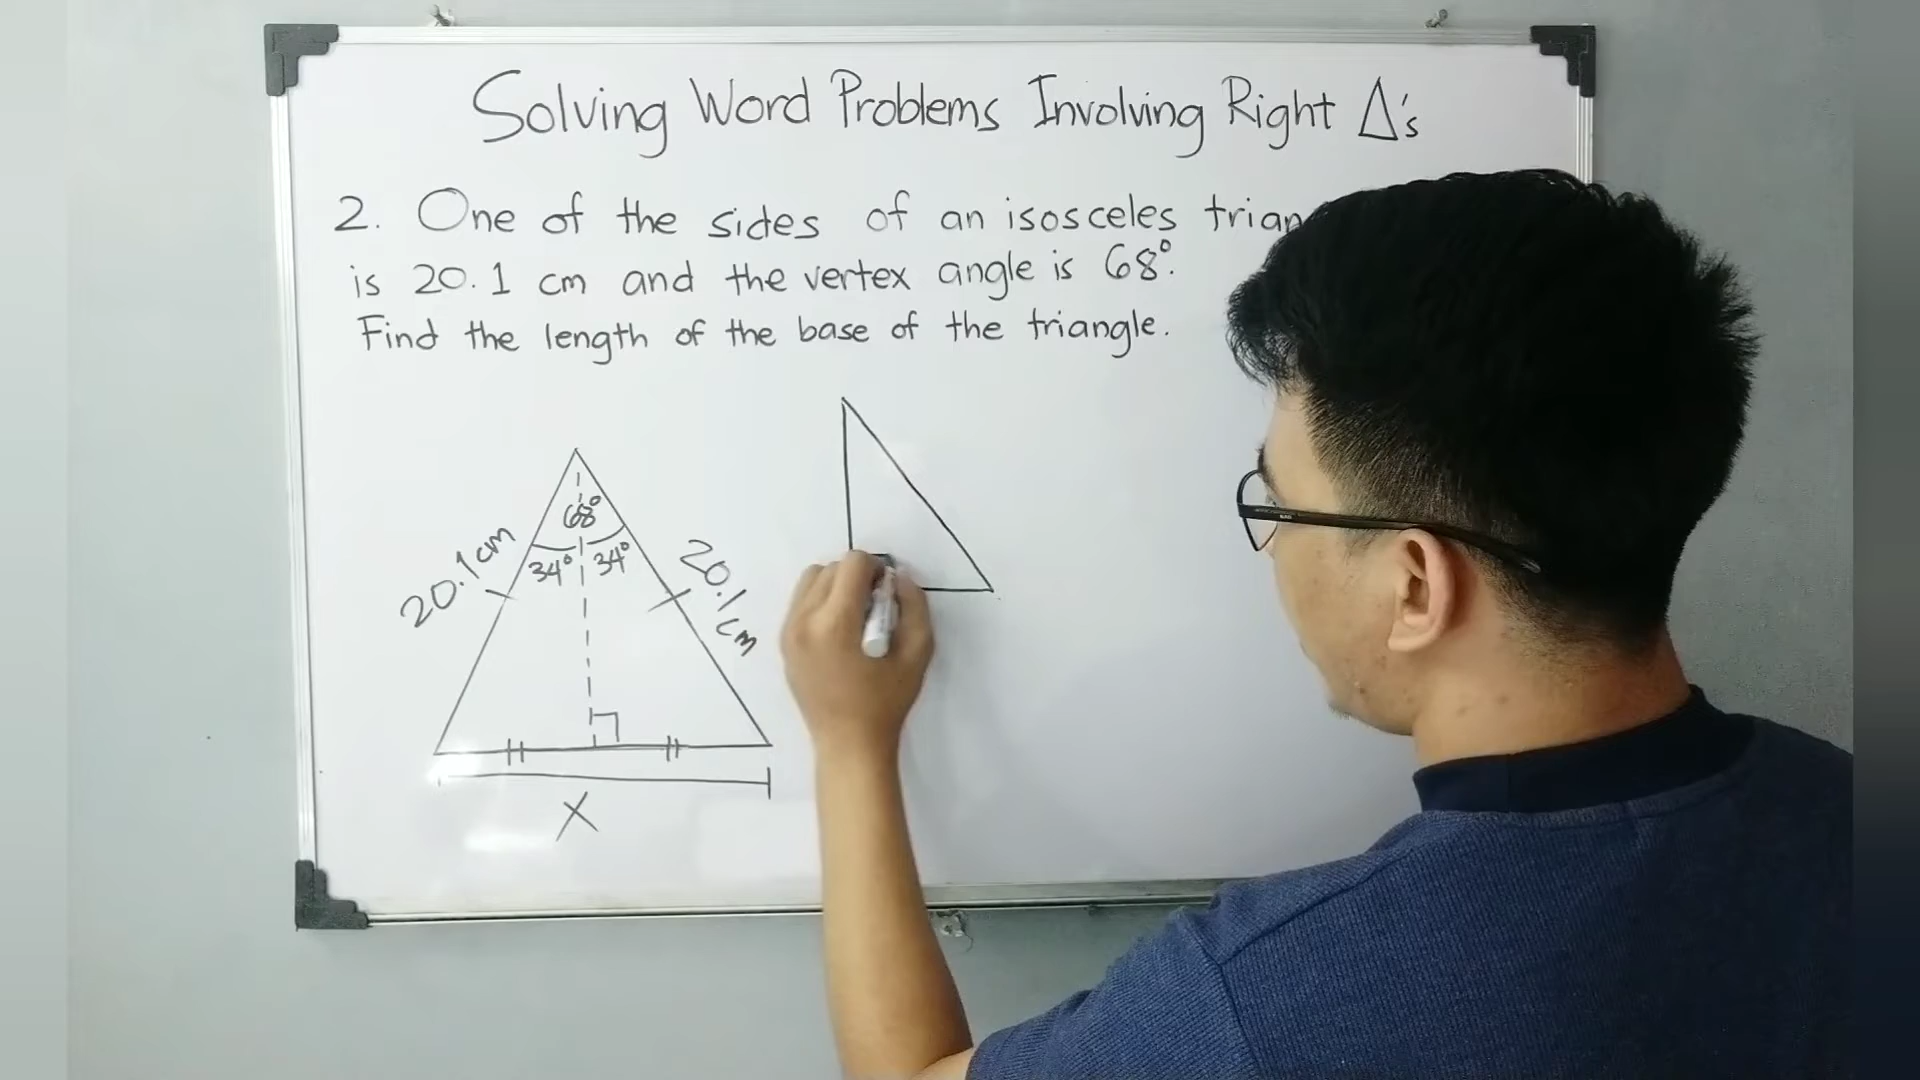 Solving Word Problems Involving Right Δ's
2. One of the sides of an isosceles
is 20.1 cm and the vertex angle is 68°.
Find the length of the base of the triangle.
68°
34° 34°
20.1cm
20.1 cm
X